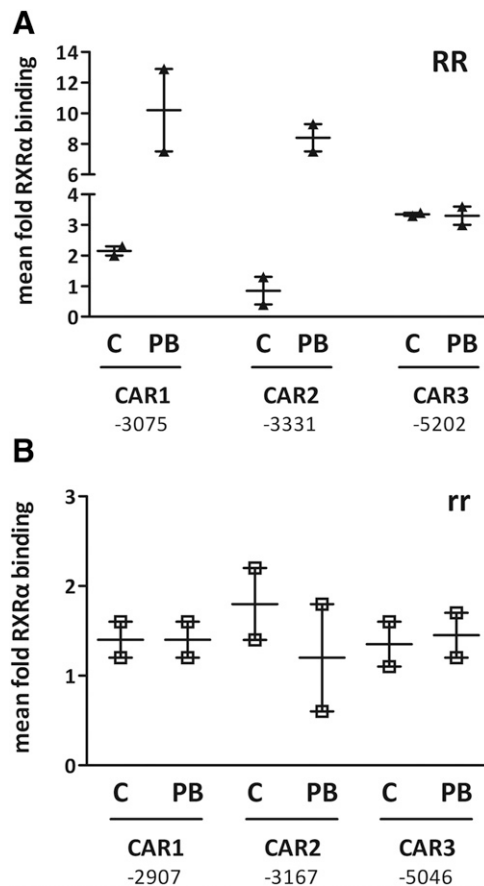 A
RR
mean fold RXRα binding
14
12
10
8
6
4
3
2
1
0
C PB C PB C PB
CAR1 CAR2 CAR3
-3075 -3331 -5202
B
rr
mean fold RXRα binding
3
2
1
0
C PB C PB C PB
CAR1 CAR2 CAR3
-2907 -3167 -5046